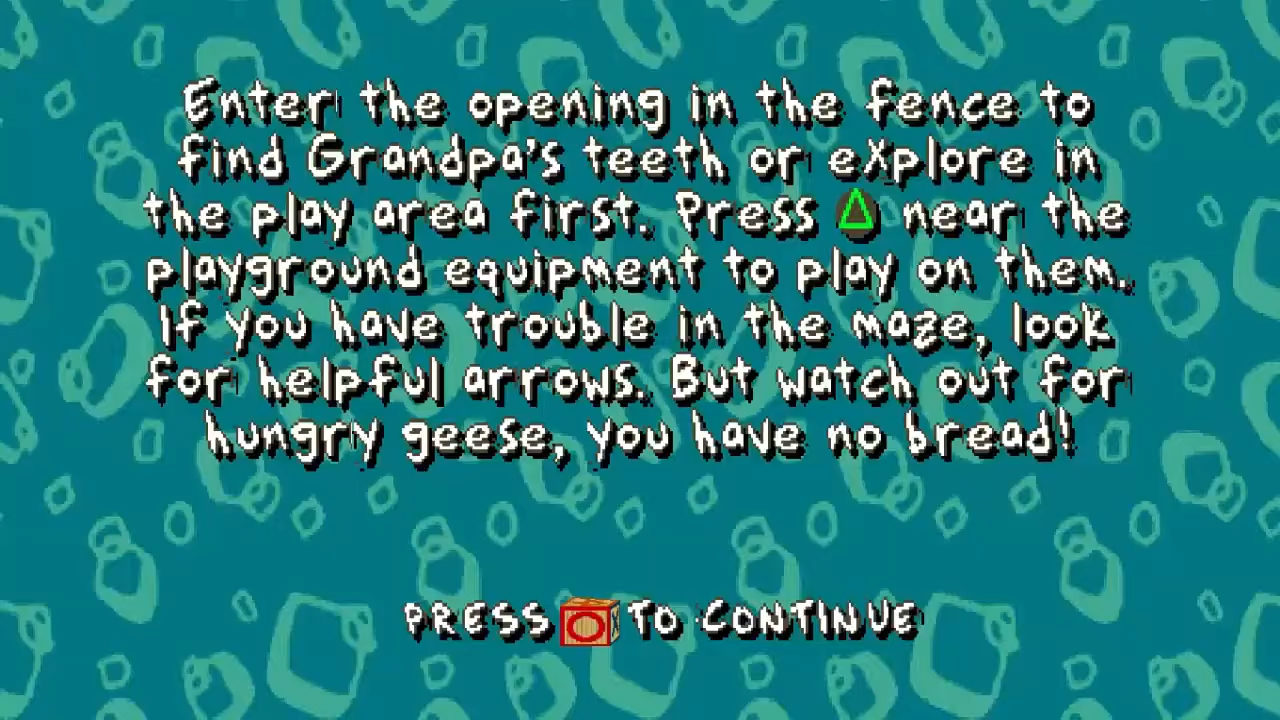 Enter the opening in the fence to
find Grandpa's teeth or explore in
the play area first. Press near the
playground equipment to play on them.
If you have trouble in the maze, look
for helpful arrows. But watch out for
hungry geese, you have no bread!
PRESS TO CONTINUE